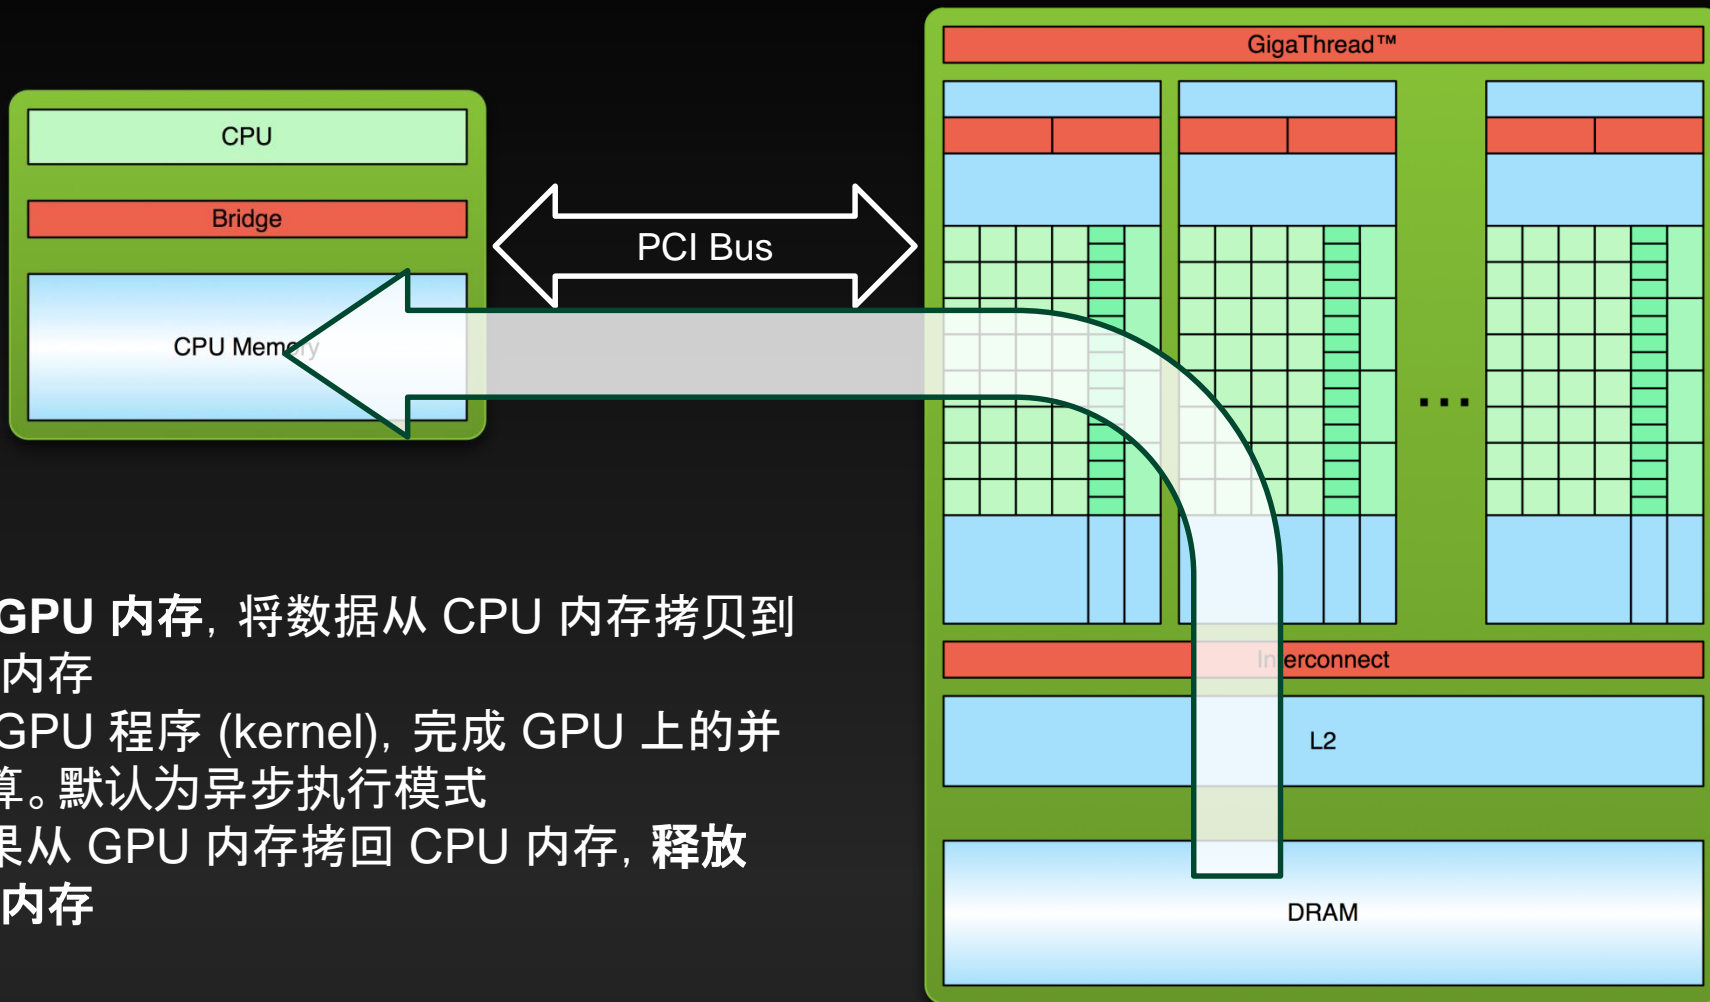 GigaThread™
CPU
Bridge
PCI Bus
CPU Memory
GPU 内存, 将数据从 CPU 内存拷贝到
内存
GPU 程序 (kernel), 完成 GPU 上的并
算。默认为异步执行模式
果从 GPU 内存拷回 CPU 内存, 释放
内存
...
Interconnect
L2
DRAM